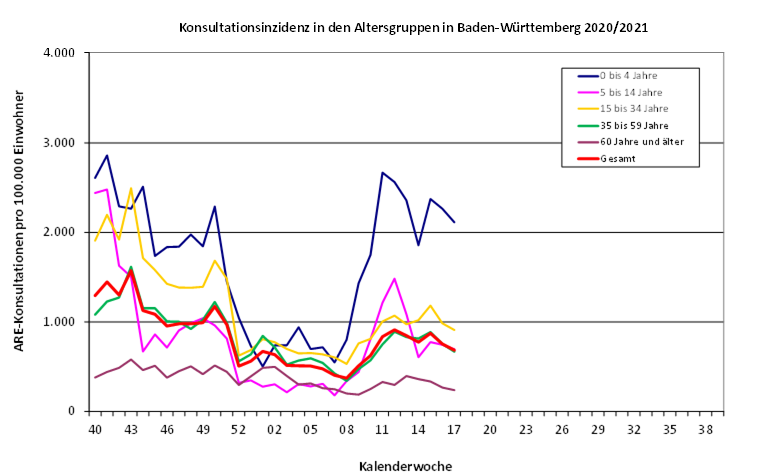 Konsultationsinzidenz in den Altersgruppen in Baden-Württemberg 2020/2021
ARE-Konsultationen pro 100.000 Einwohner
4.000
3.000
2.000
1.000
0
0 bis 4 Jahre
5 bis 14 Jahre
15 bis 34 Jahre
35 bis 59 Jahre
60 Jahre und älter
Gesamt
40 43 46 49 52 02 05 08 11 14 17 20 23 26 29 32 35 38
Kalenderwoche